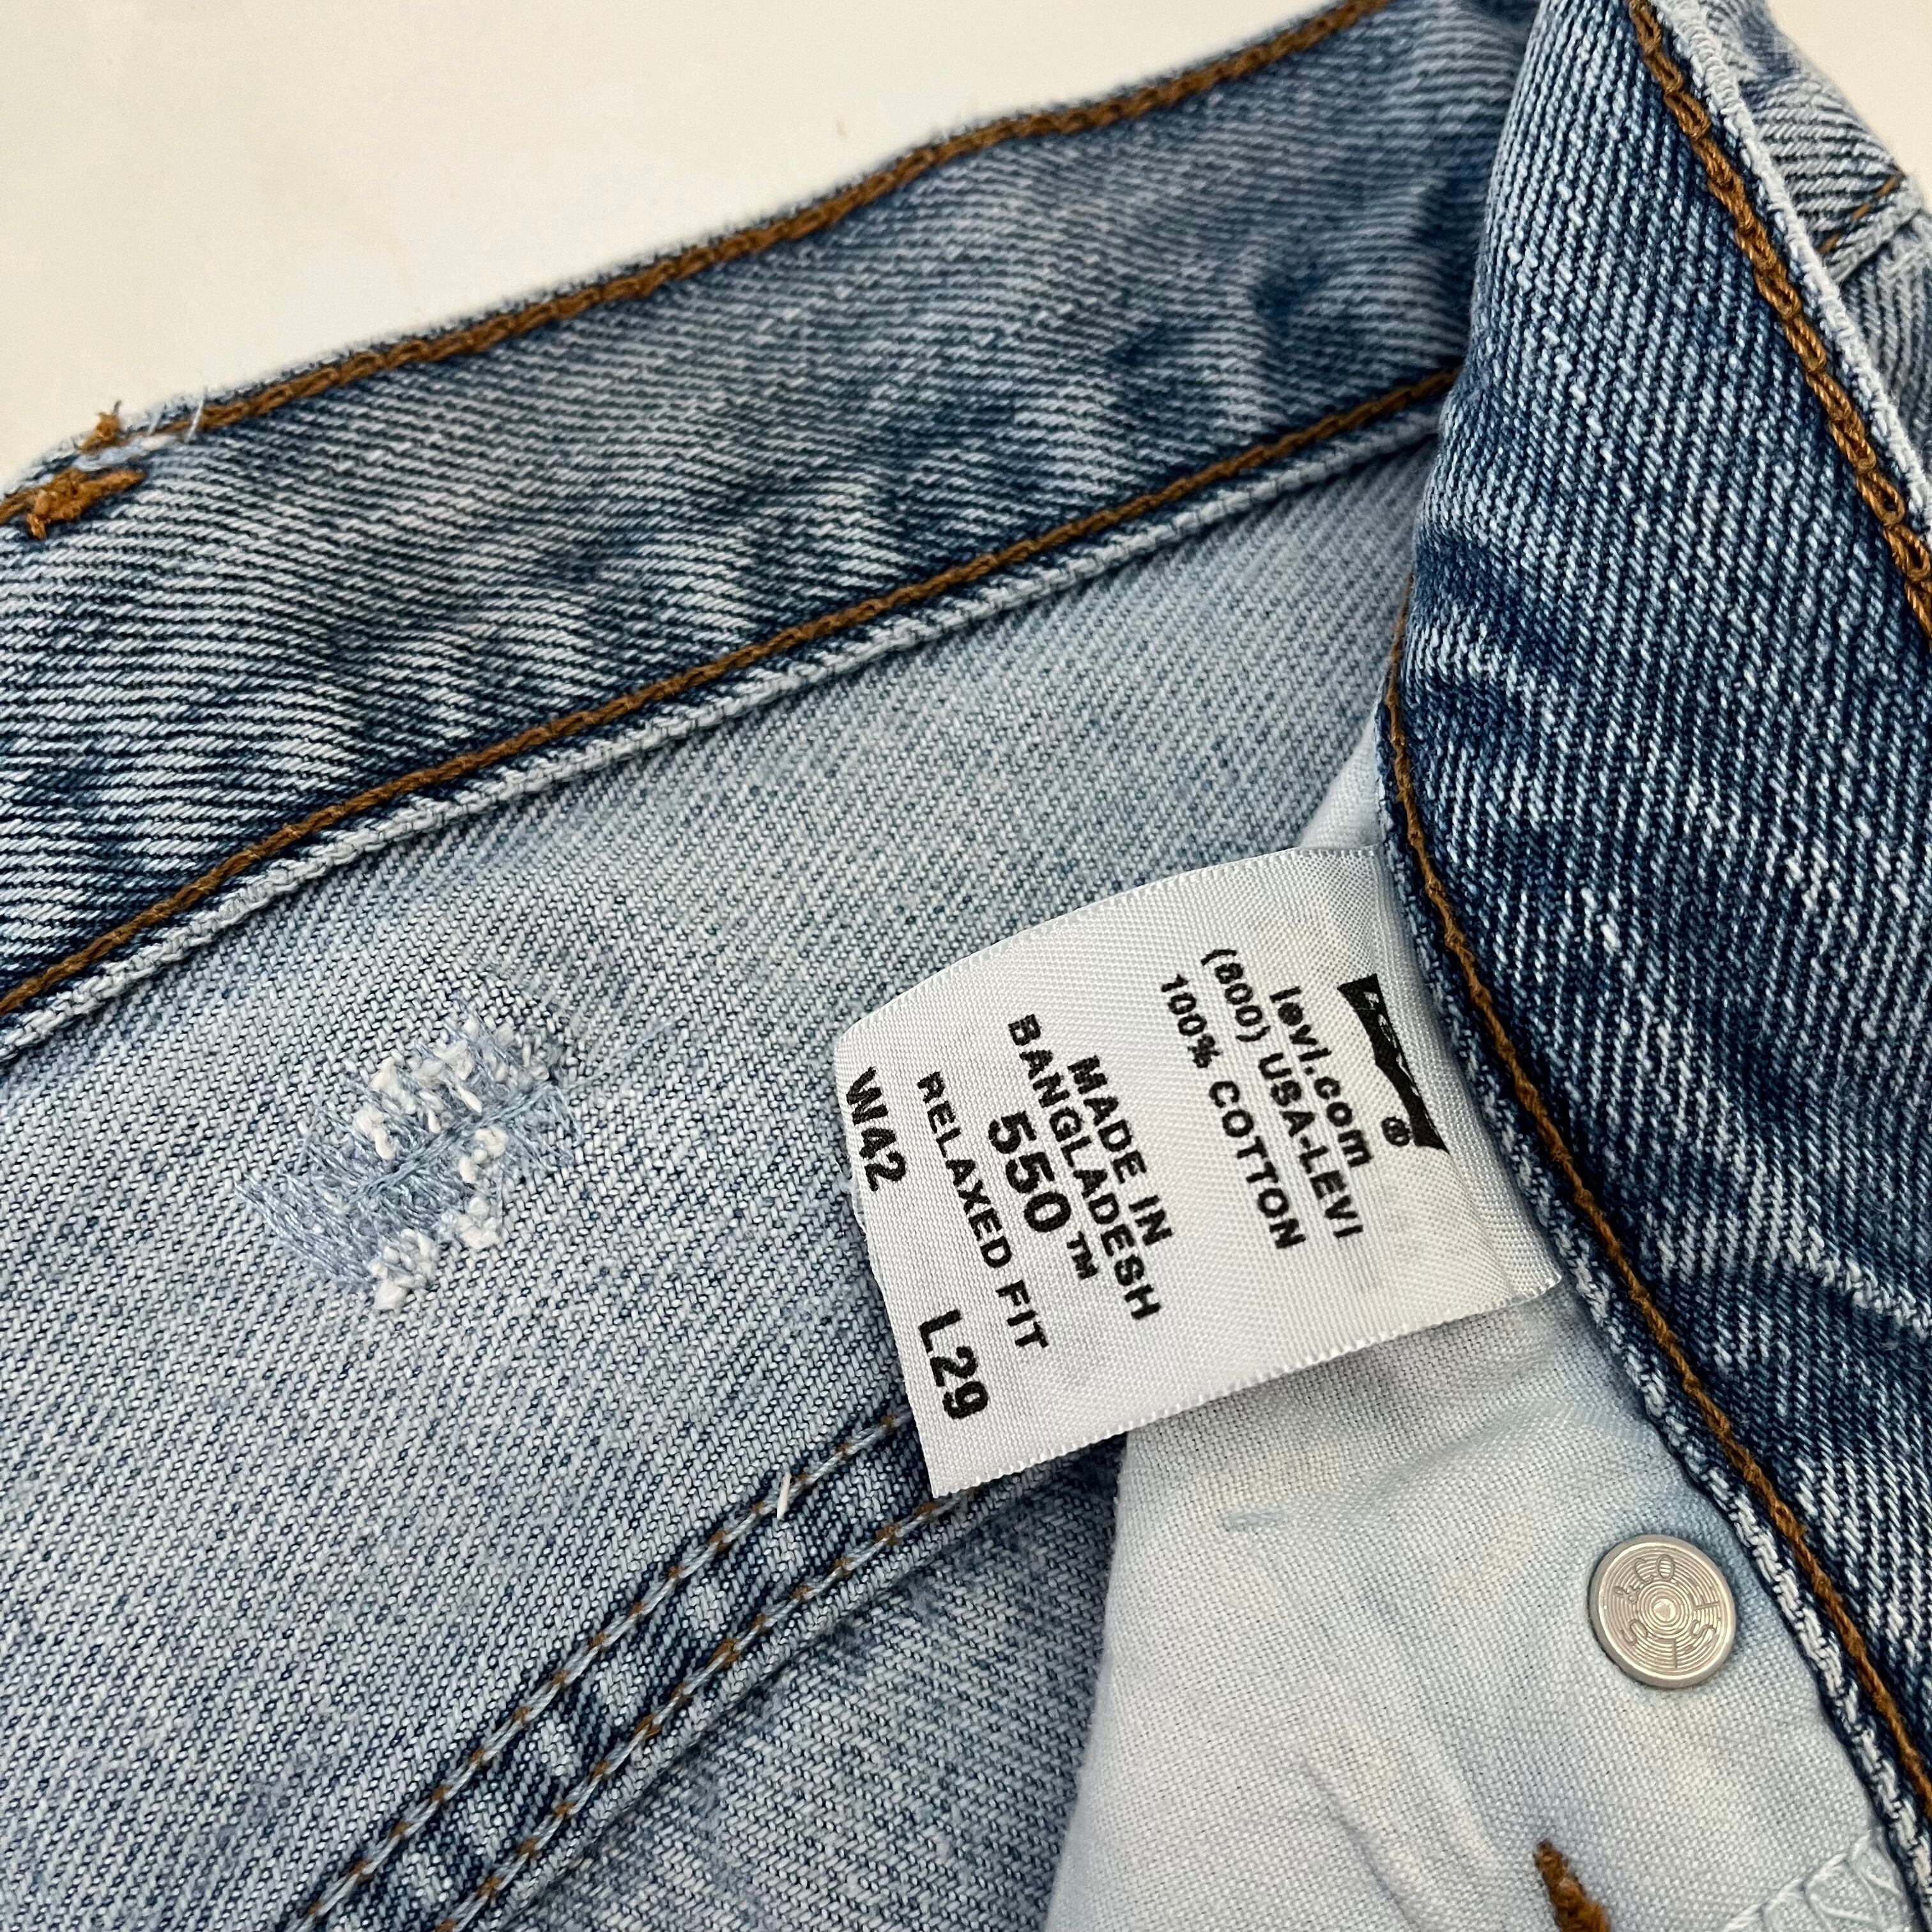 levi.com
(800) USA-LEVI
100% COTTON
MADE IN
BANGLADESH
550™
RELAXED FIT
W42 L29